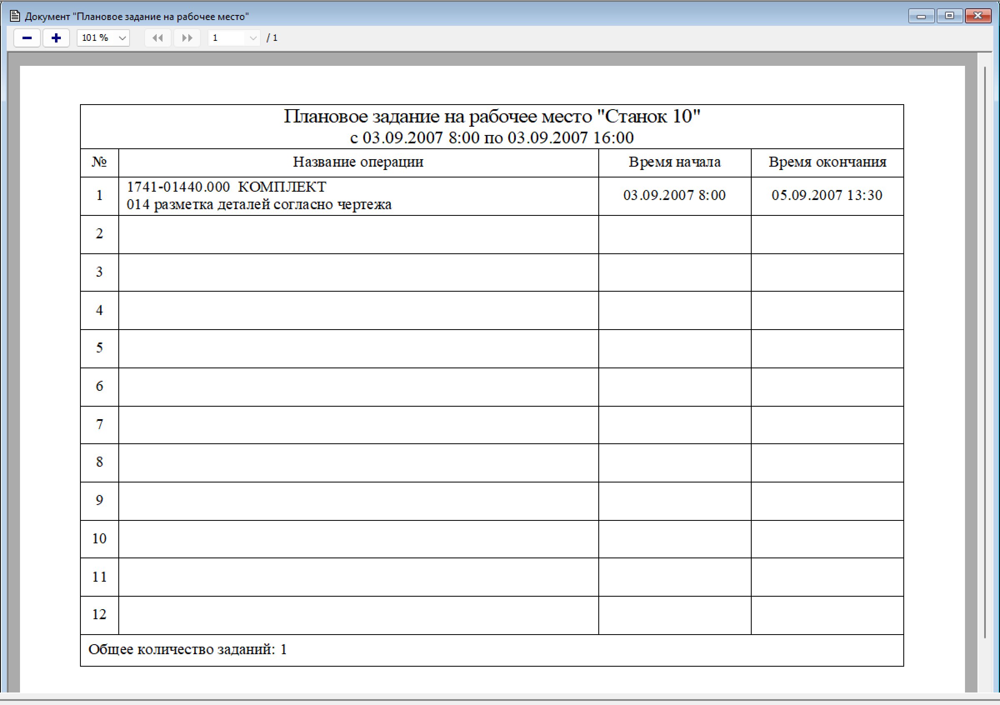 Документ "Плановое задание на рабочее место"
101 %
1
/ 1
Плановое задание на рабочее место "Станок 10"
с 03.09.2007 8:00 по 03.09.2007 16:00
№ Название операции Время начала Время окончания
1 1741-01440.000 КОМПЛЕКТ
014 разметка деталей согласно чертежа 03.09.2007 8:00 05.09.2007 13:30
2
3
4
5
6
7
8
9
10
11
12
Общее количество заданий: 1